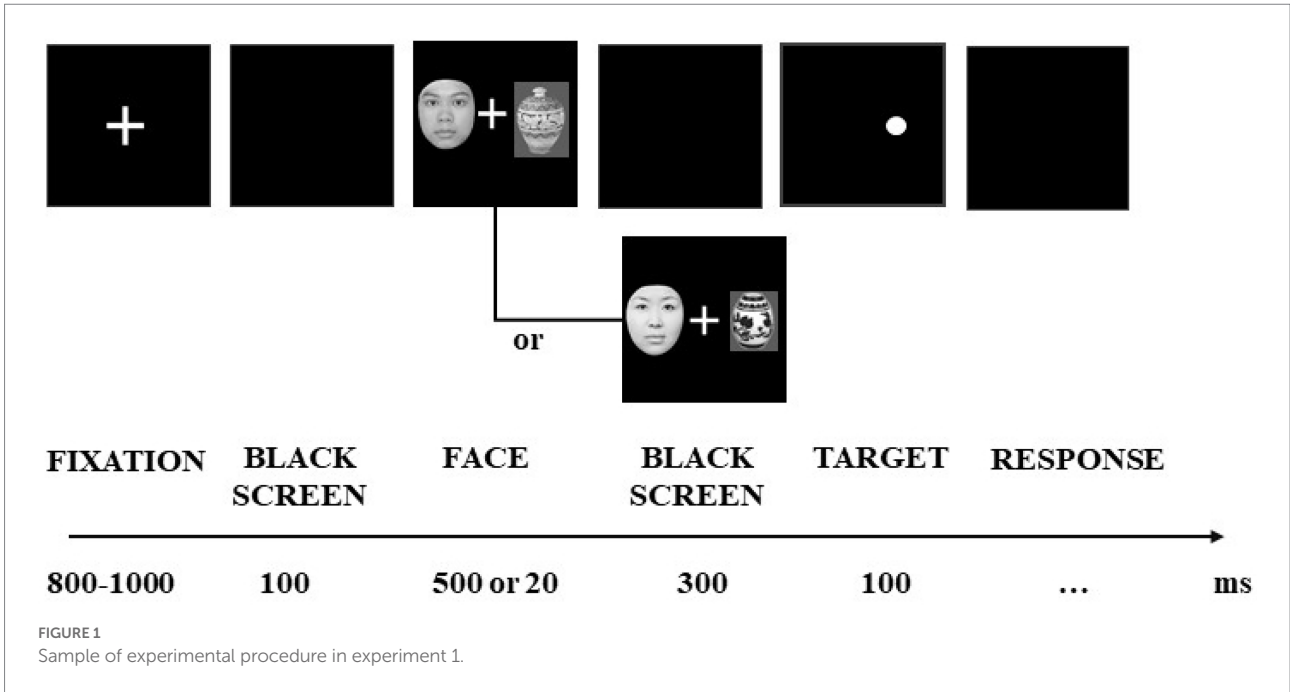 or
FIXATION BLACK SCREEN FACE BLACK SCREEN TARGET RESPONSE
800-1000 100 500 or 20 300 100 … ms
FIGURE 1
Sample of experimental procedure in experiment 1.